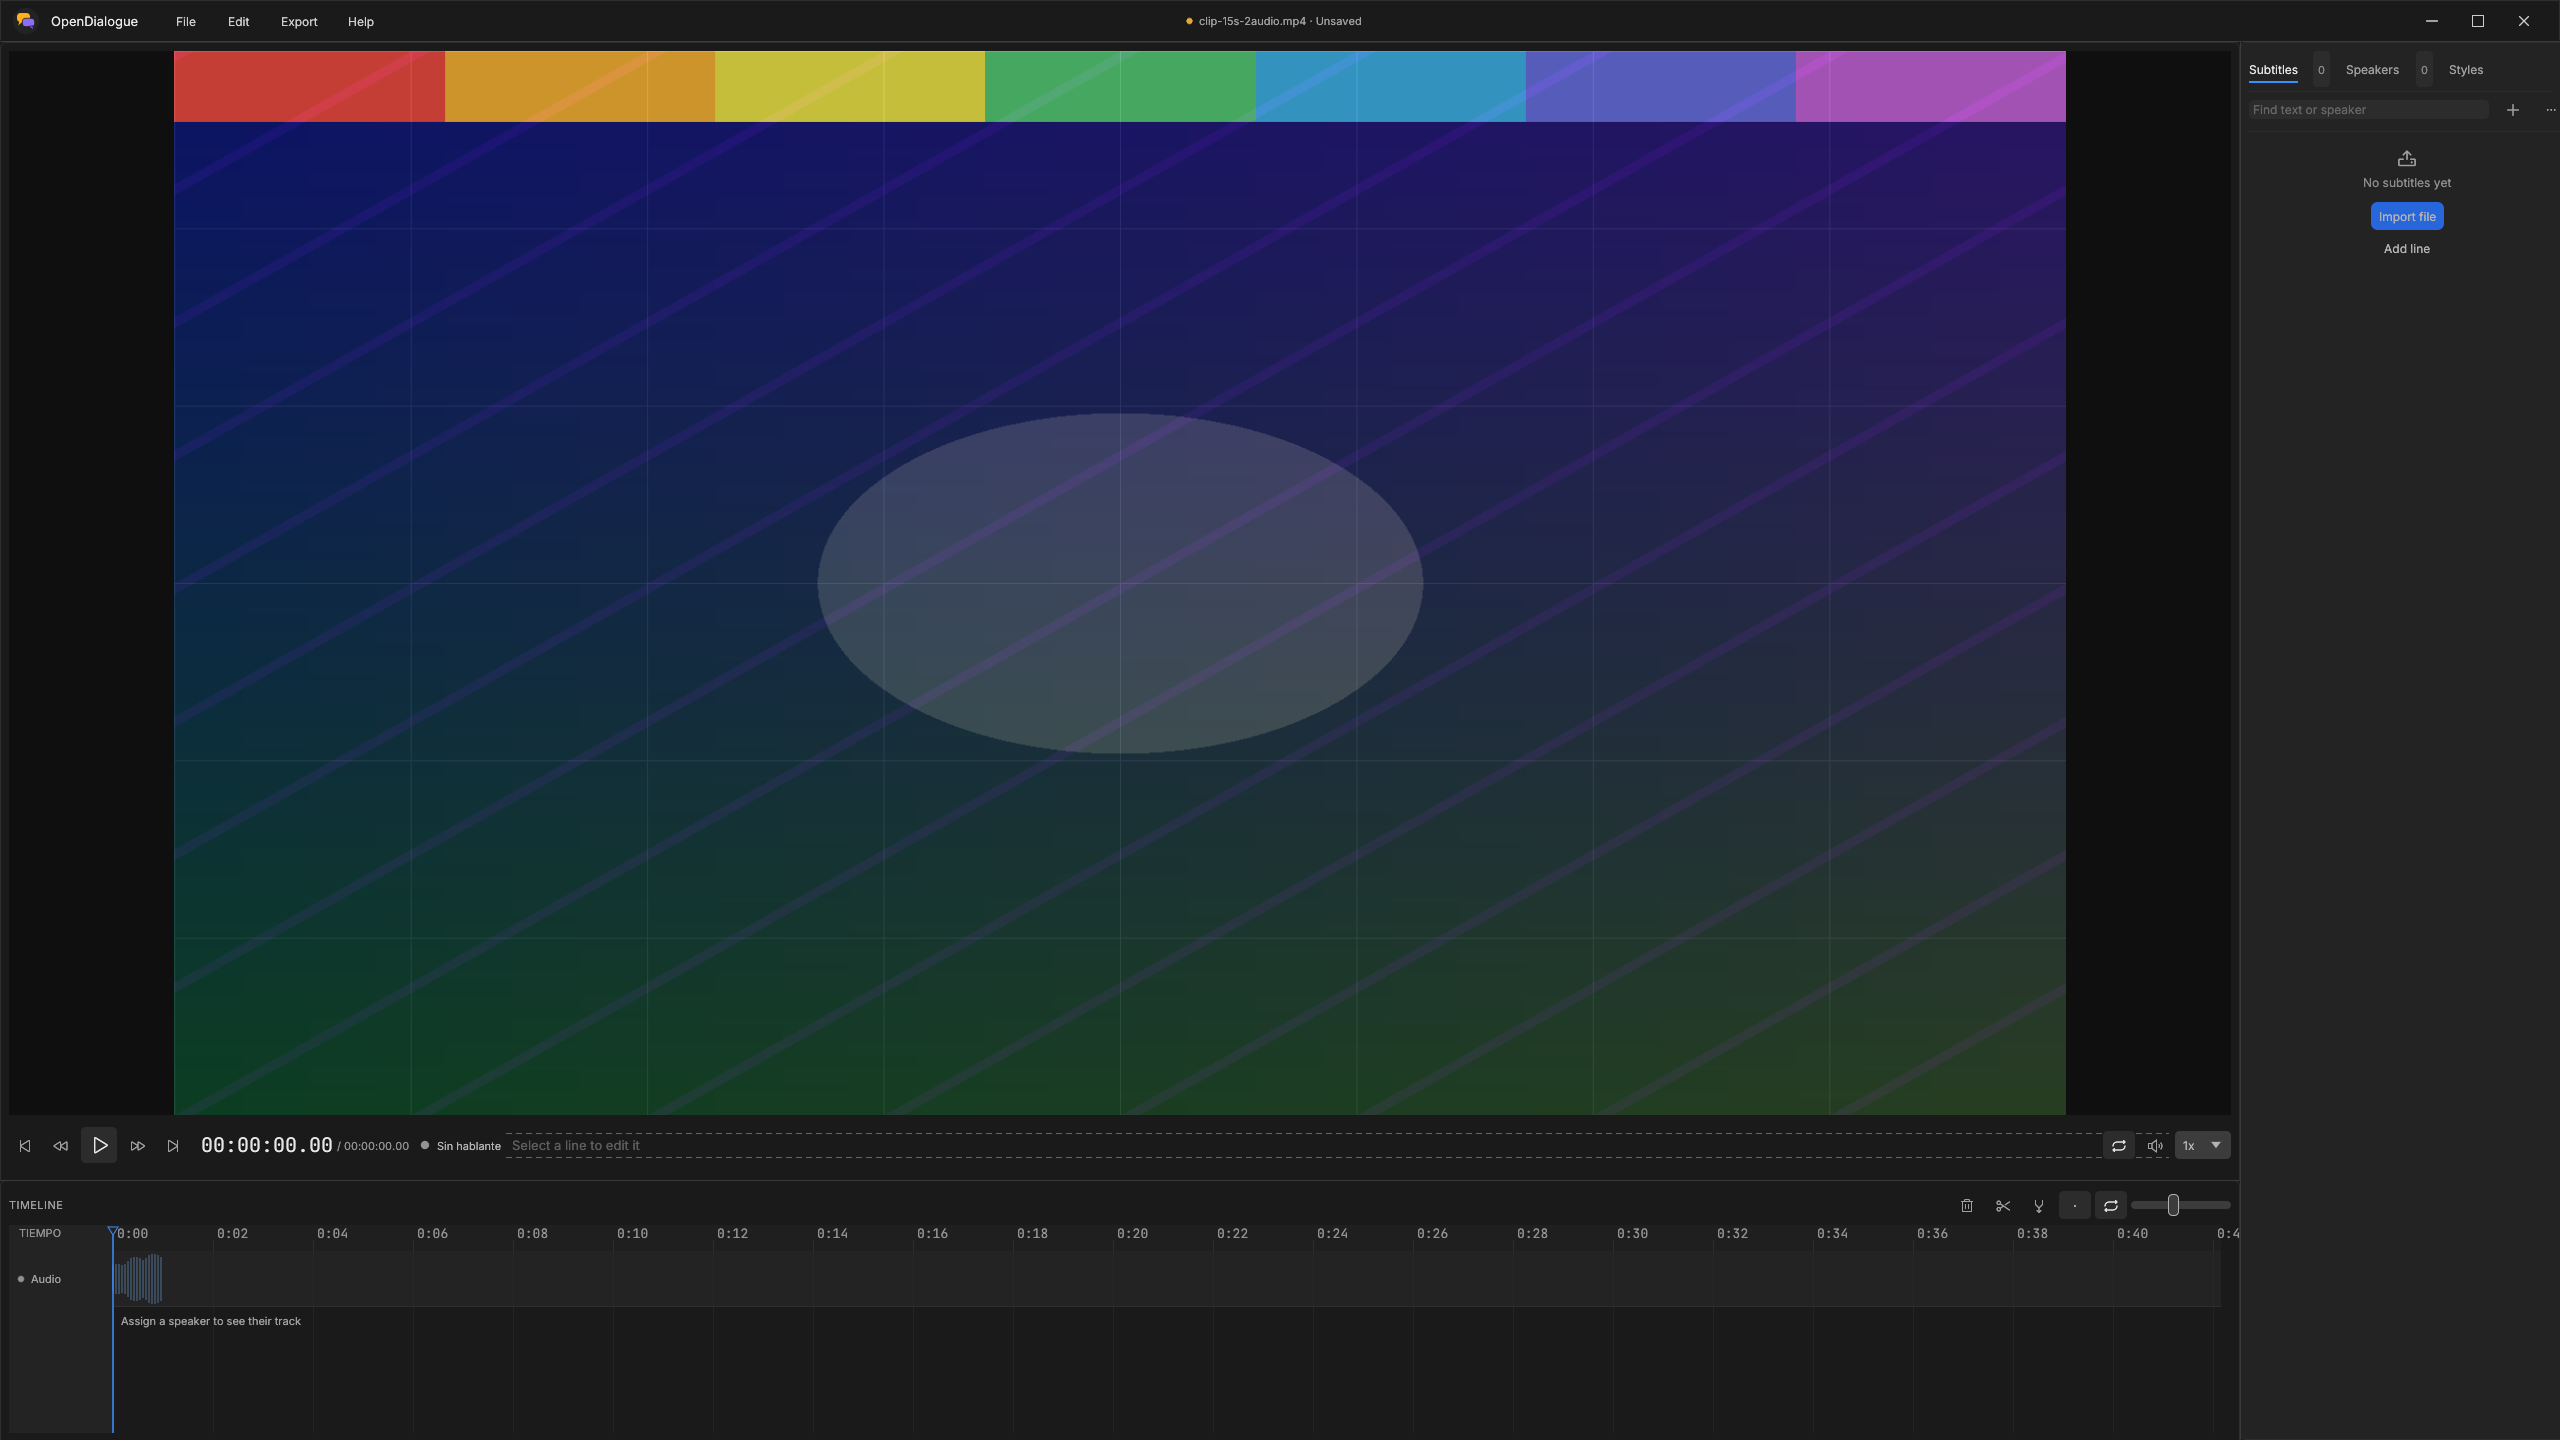 OpenDialogue File Edit Export Help clip-15s-2audio.mp4 · Unsaved
Subtitles 0 Speakers 0 Styles
Find text or speaker
No subtitles yet
Import file
Add line
00:00:00.00 / 00:00:00.00 Sin hablante Select a line to edit it 1x
TIMELINE
TIEMPO 0:00 0:02 0:04 0:06 0:08 0:10 0:12 0:14 0:16 0:18 0:20 0:22 0:24 0:26 0:28 0:30 0:32 0:34 0:36 0:38 0:40 0:4
Audio
Assign a speaker to see their track